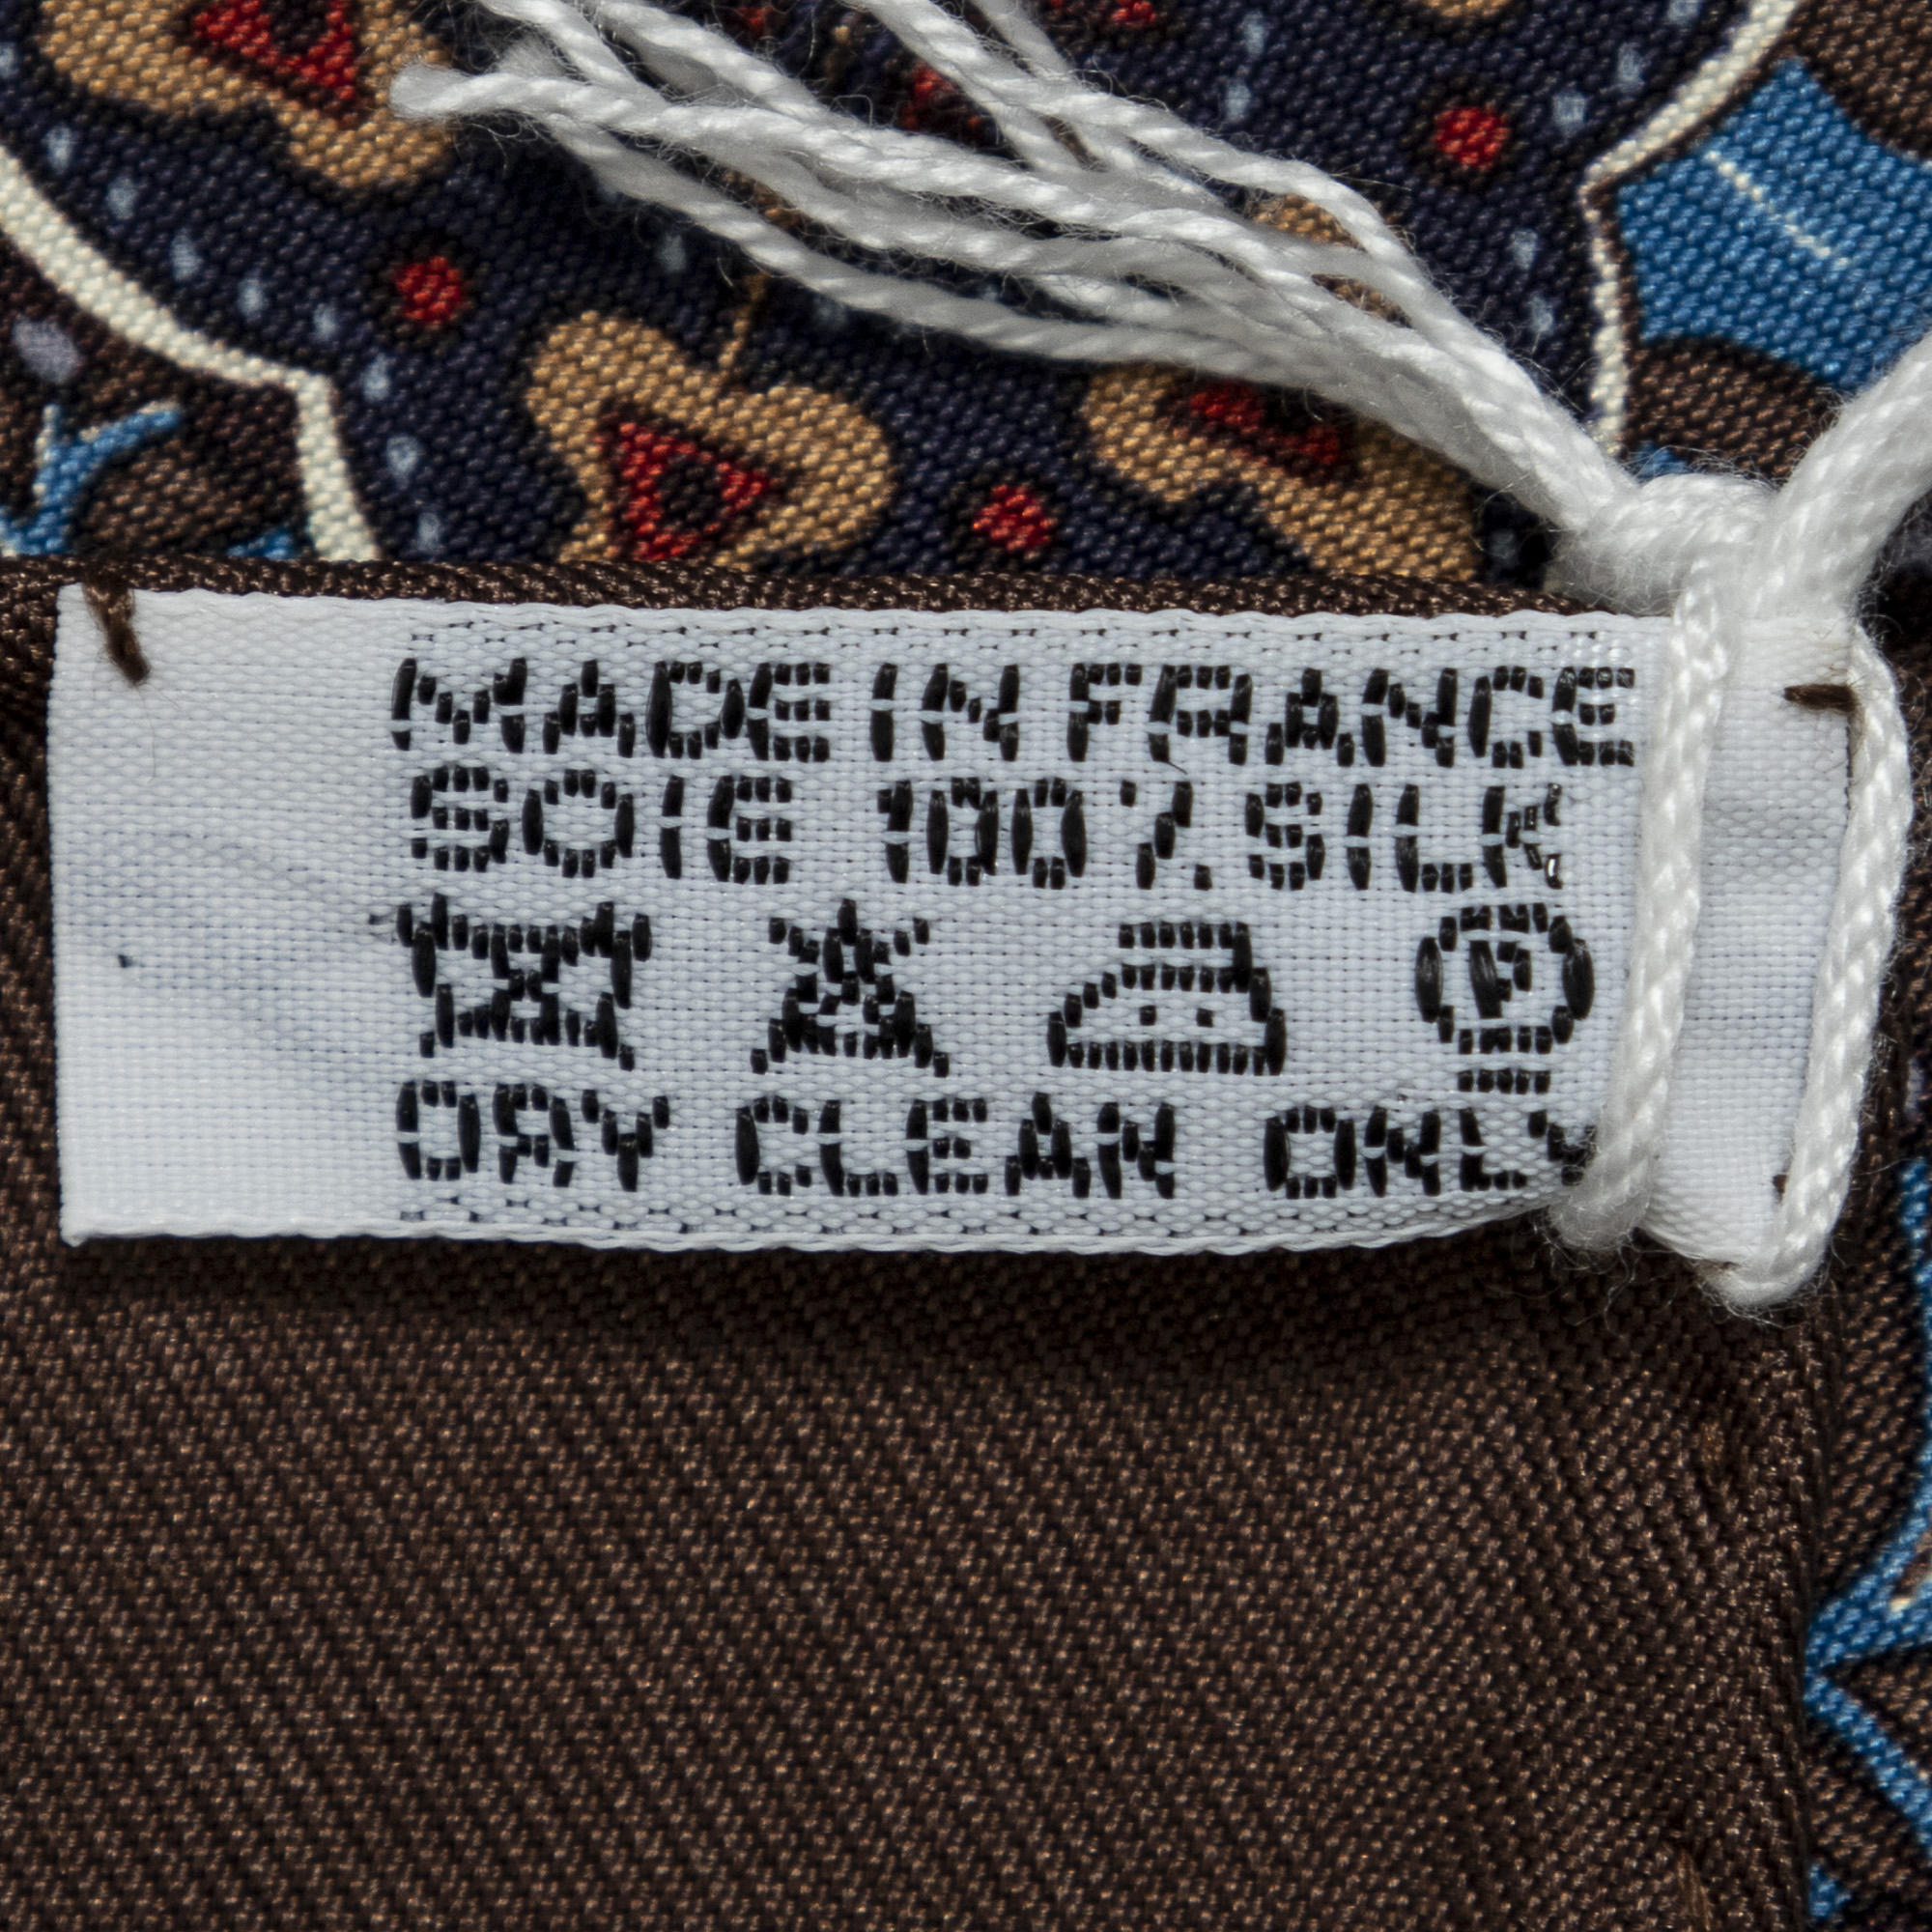 MADE IN FRANCE
SOIE 100% SILK
P
DRY CLEAN ONLY